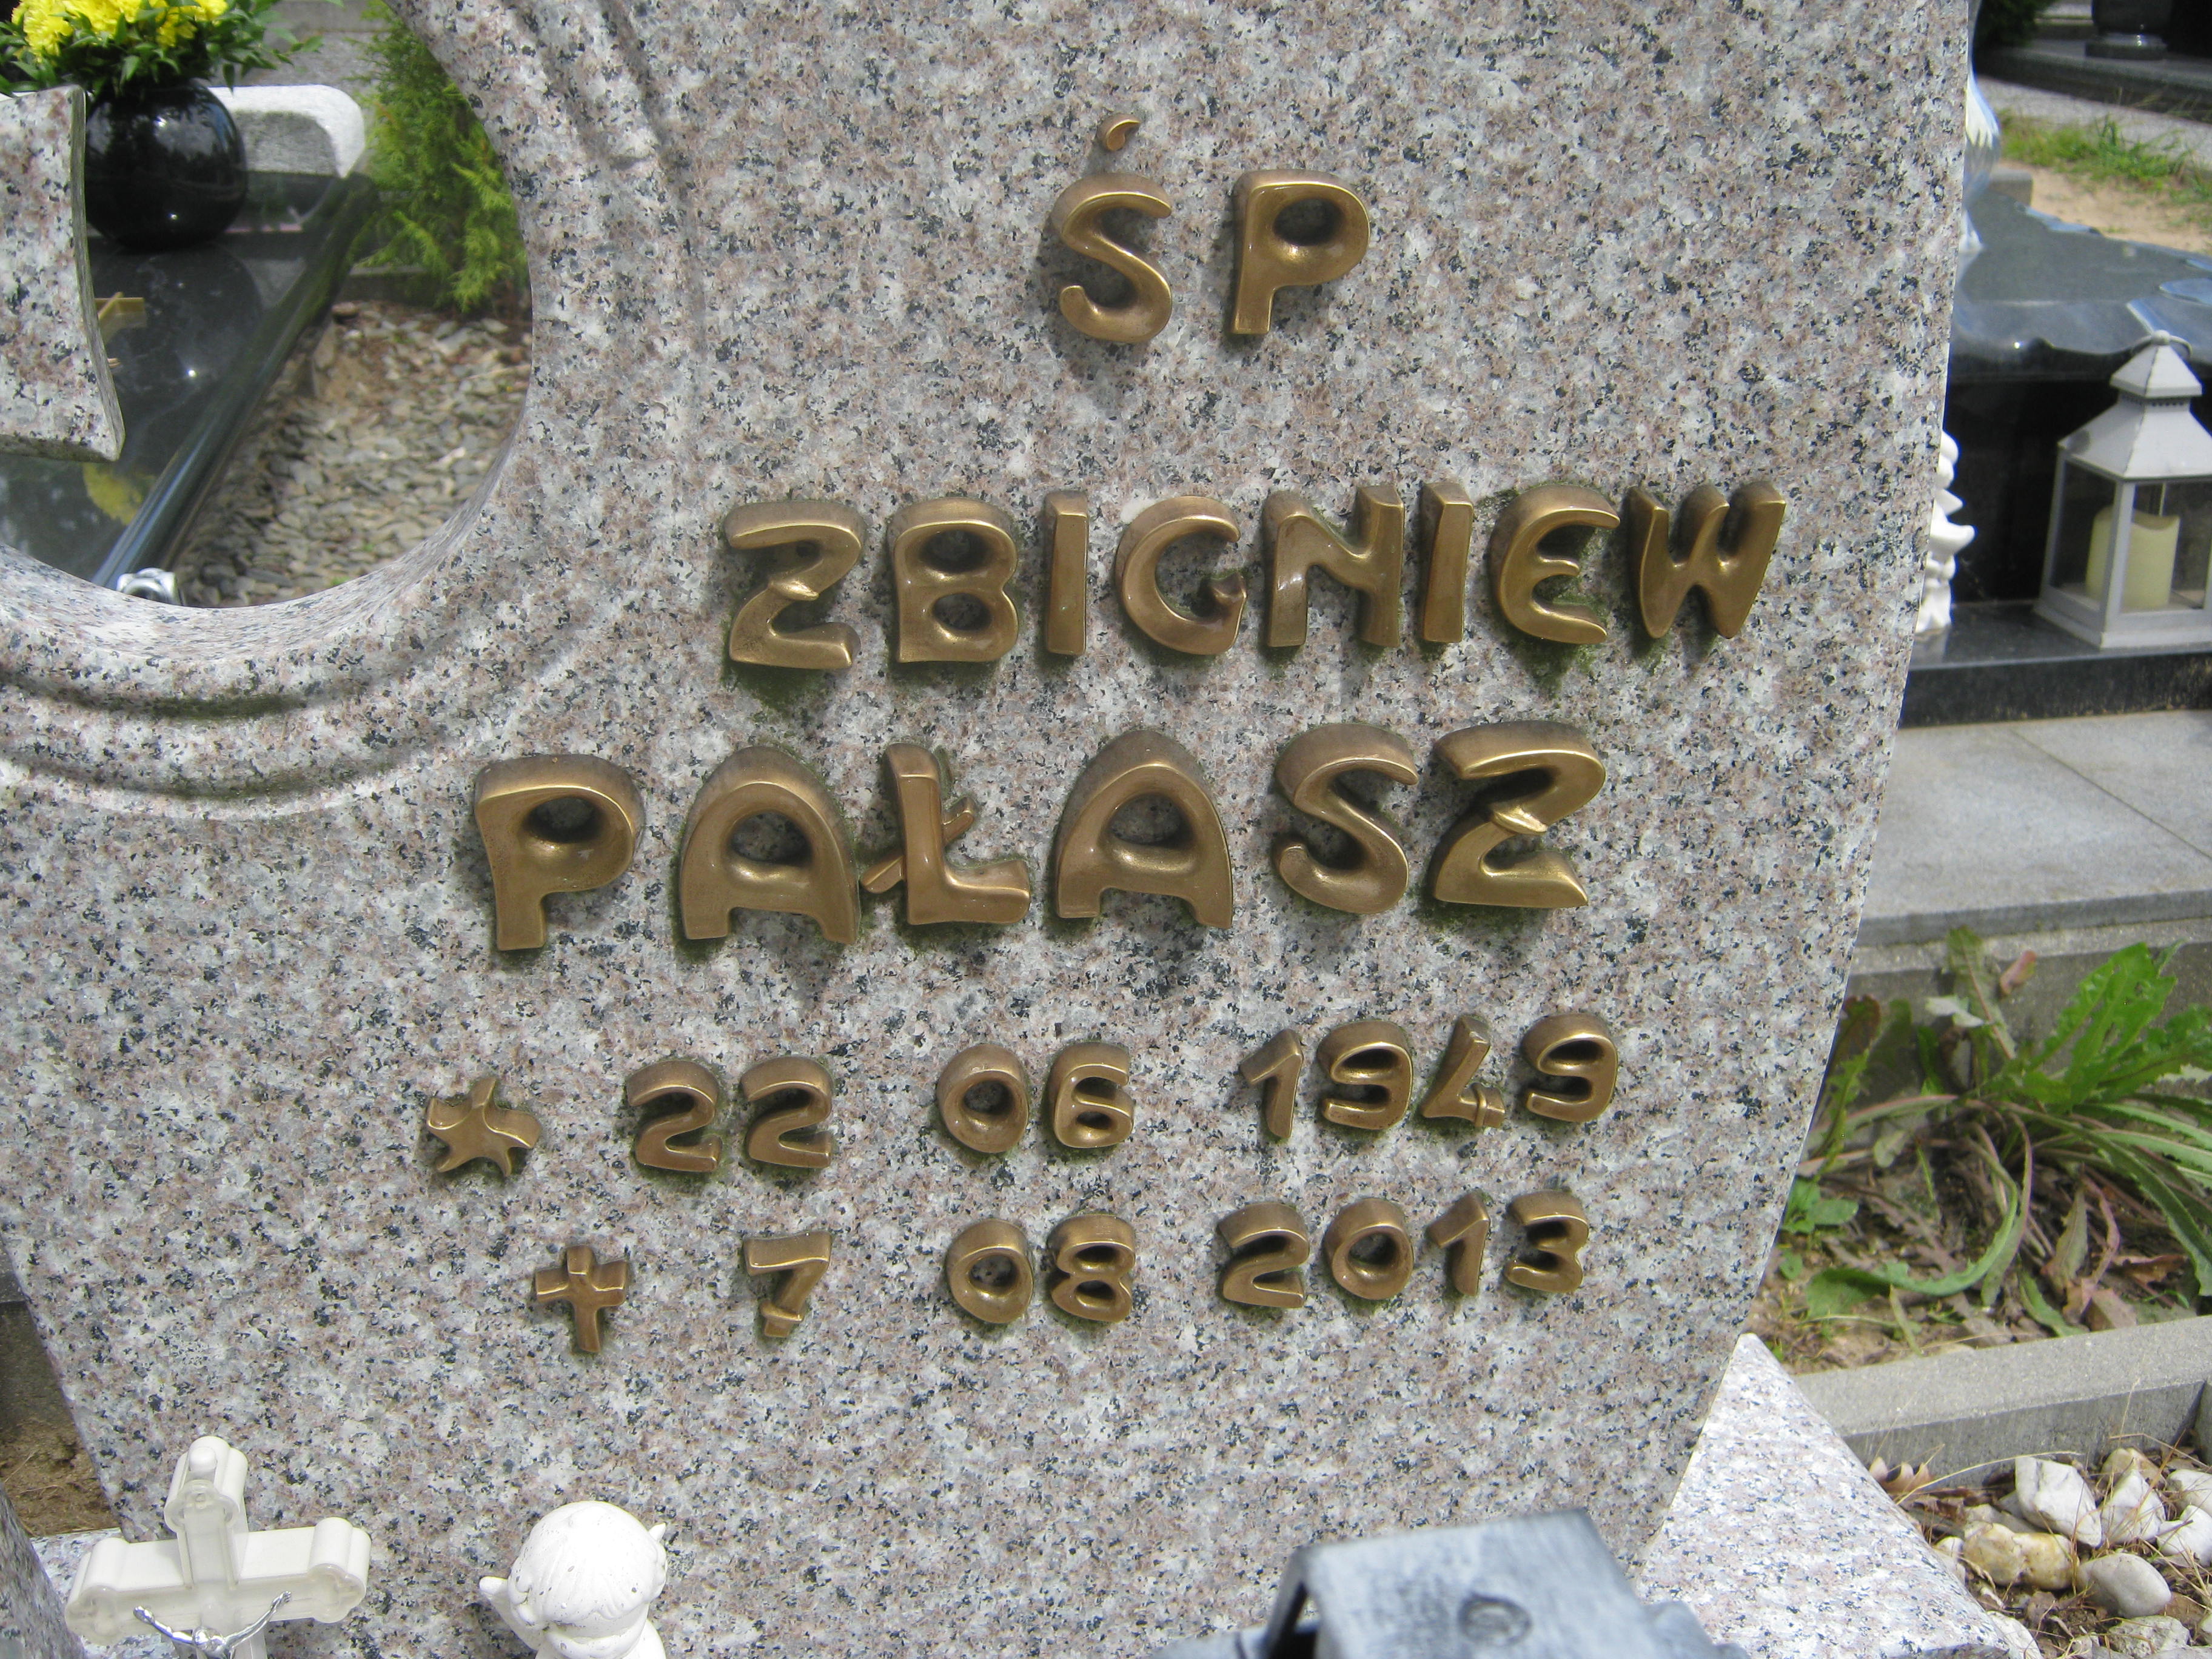 ŚP
ZBIGNIEW
PAŁASZ
★ 22 06 1949
✝ 7 08 2013